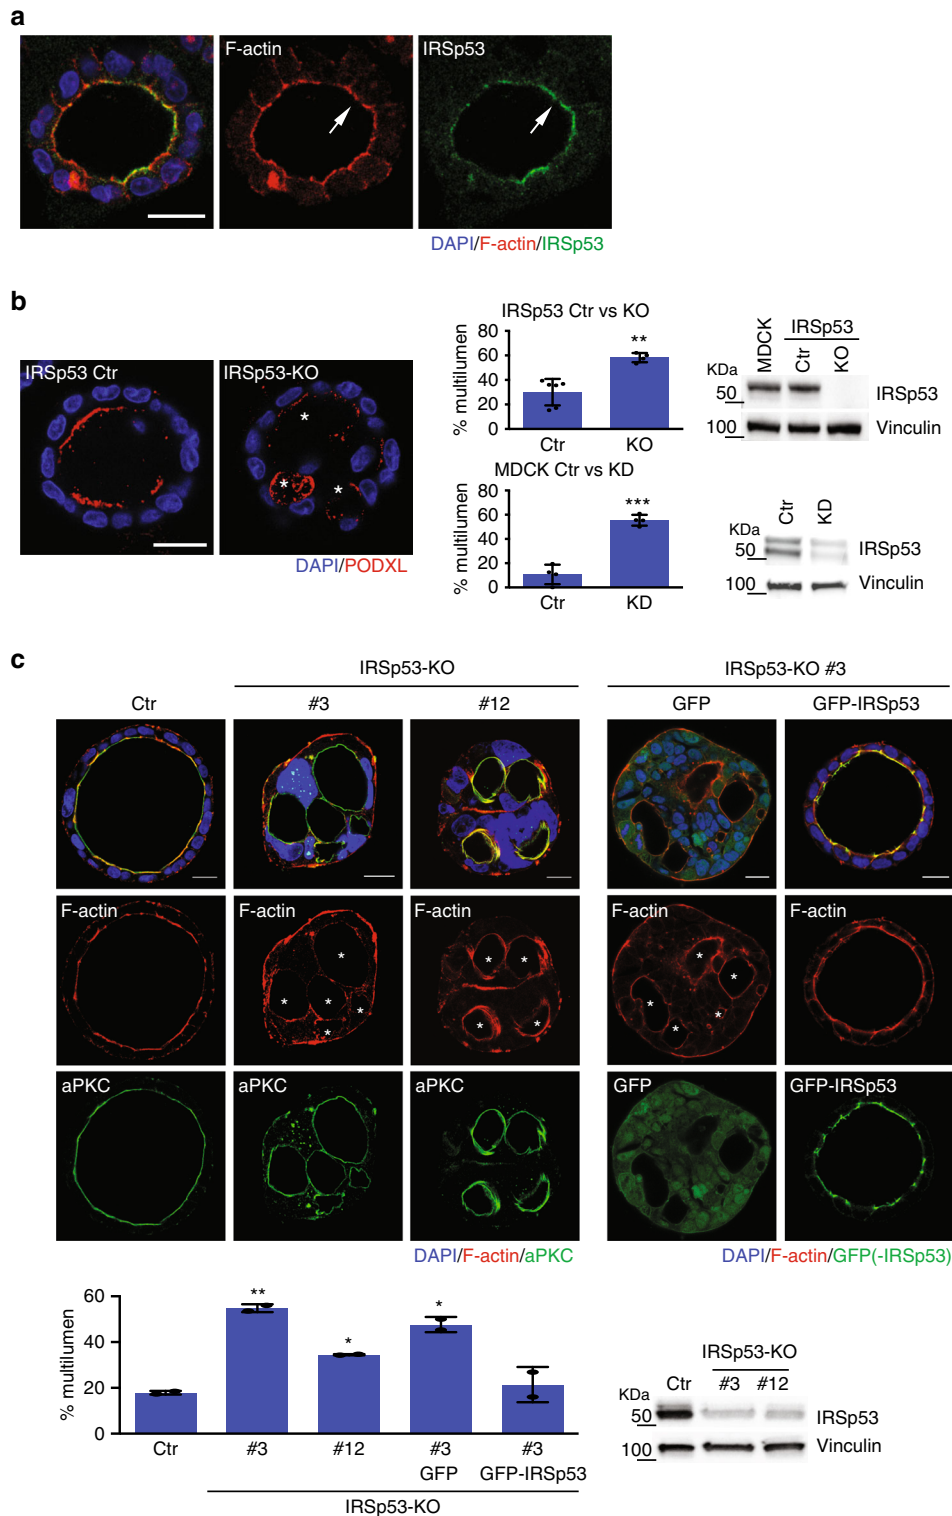 a
F-actin
IRSp53
DAPI/F-actin/IRSp53
b
IRSp53 Ctr
IRSp53-KO
*
*
*
DAPI/PODXL
IRSp53 Ctr vs KO
% multilumen
80
60
40
20
0
**
Ctr
KO
MDCK
IRSp53
Ctr
KO
KDa
50
IRSp53
100
Vinculin
MDCK Ctr vs KD
% multilumen
80
60
40
20
0
***
Ctr
KD
Ctr
KD
KDa
50
IRSp53
100
Vinculin
c
IRSp53-KO
IRSp53-KO #3
Ctr
#3
#12
GFP
GFP-IRSp53
F-actin
F-actin
* * * * *
F-actin
* * * *
F-actin
* * * * *
F-actin
aPKC
aPKC
aPKC
GFP
GFP-IRSp53
DAPI/F-actin/aPKC
DAPI/F-actin/GFP(-IRSp53)
% multilumen
60
40
20
0
**
*
*
Ctr
#3
#12
#3 GFP
#3 GFP-IRSp53
IRSp53-KO
IRSp53-KO
KDa
Ctr
#3
#12
50
IRSp53
100
Vinculin